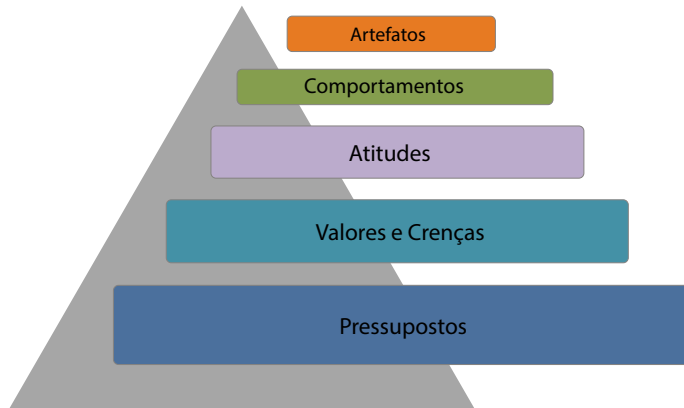 Artefatos
Comportamentos
Atitudes
Valores e Crenças
Pressupostos